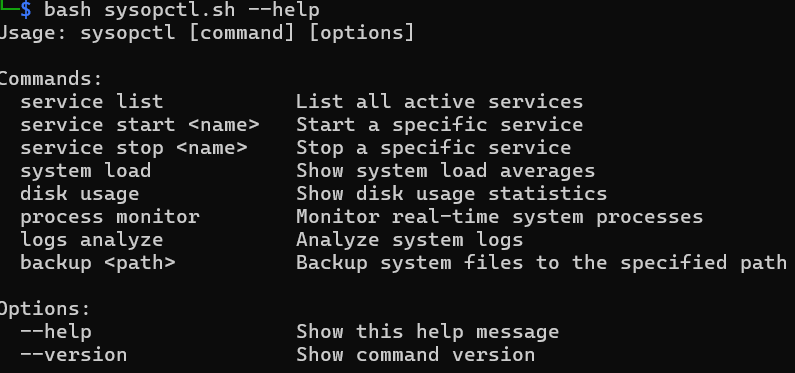 └─$ bash sysopctl.sh --help
Usage: sysopctl [command] [options]
Commands:
service list List all active services
service start <name> Start a specific service
service stop <name> Stop a specific service
system load Show system load averages
disk usage Show disk usage statistics
process monitor Monitor real-time system processes
logs analyze Analyze system logs
backup <path> Backup system files to the specified path
Options:
--help Show this help message
--version Show command version